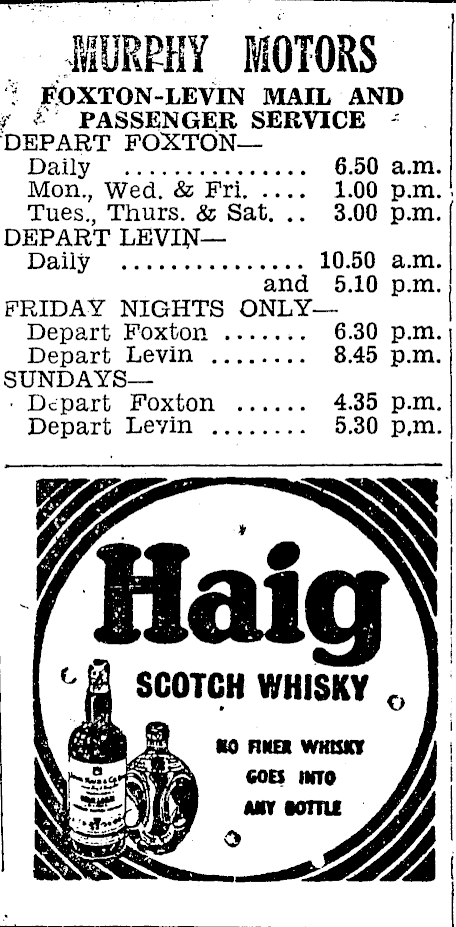 MURPHY MOTORS
FOXTON-LEVIN MAIL AND
PASSENGER SERVICE
DEPART FOXTON—
Daily ............... 6.50 a.m.
Mon., Wed. & Fri. .... 1.00 p.m.
Tues., Thurs. & Sat. .. 3.00 p.m.
DEPART LEVIN—
Daily ............... 10.50 a.m.
and 5.10 p.m.
FRIDAY NIGHTS ONLY—
Depart Foxton ....... 6.30 p.m.
Depart Levin ........ 8.45 p.m.
SUNDAYS—
Depart Foxton ...... 4.35 p.m.
Depart Levin ........ 5.30 p.m.
Haig
SCOTCH WHISKY
NO FINER WHISKY
GOES INTO
ANY BOTTLE